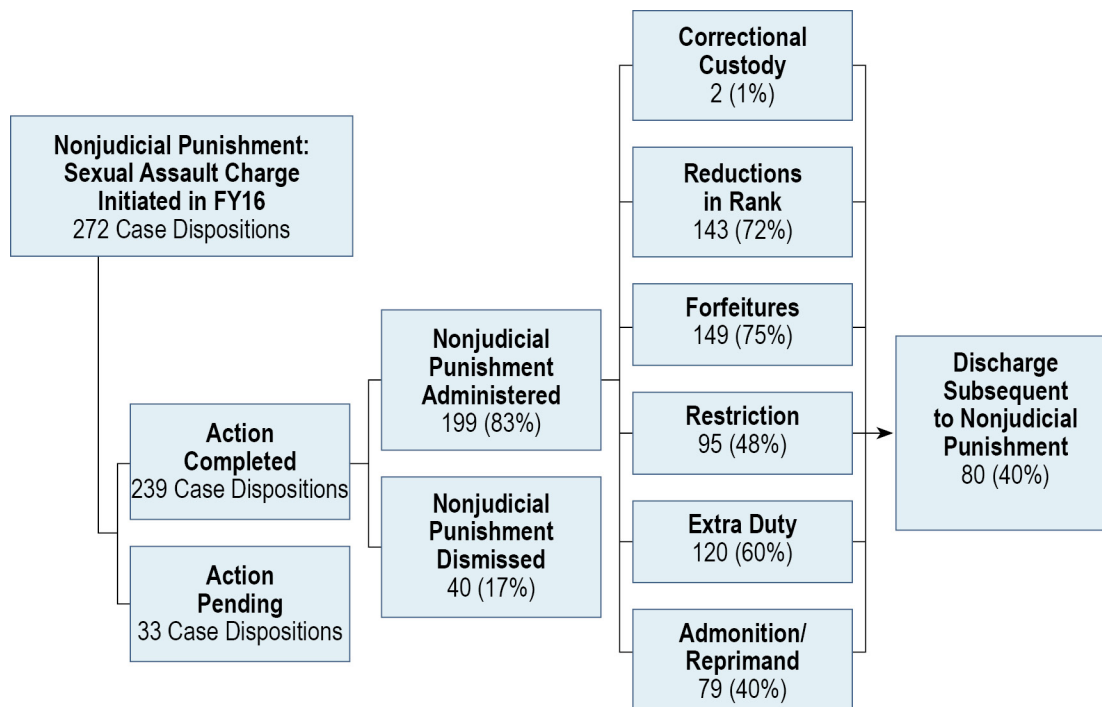 Nonjudicial Punishment:
Sexual Assault Charge
Initiated in FY16
272 Case Dispositions
Action
Completed
239 Case Dispositions
Action
Pending
33 Case Dispositions
Nonjudicial
Punishment
Administered
199 (83%)
Nonjudicial
Punishment
Dismissed
40 (17%)
Correctional
Custody
2 (1%)
Reductions
in Rank
143 (72%)
Forfeitures
149 (75%)
Restriction
95 (48%)
Extra Duty
120 (60%)
Admonition/
Reprimand
79 (40%)
Discharge
Subsequent
to Nonjudicial
Punishment
80 (40%)